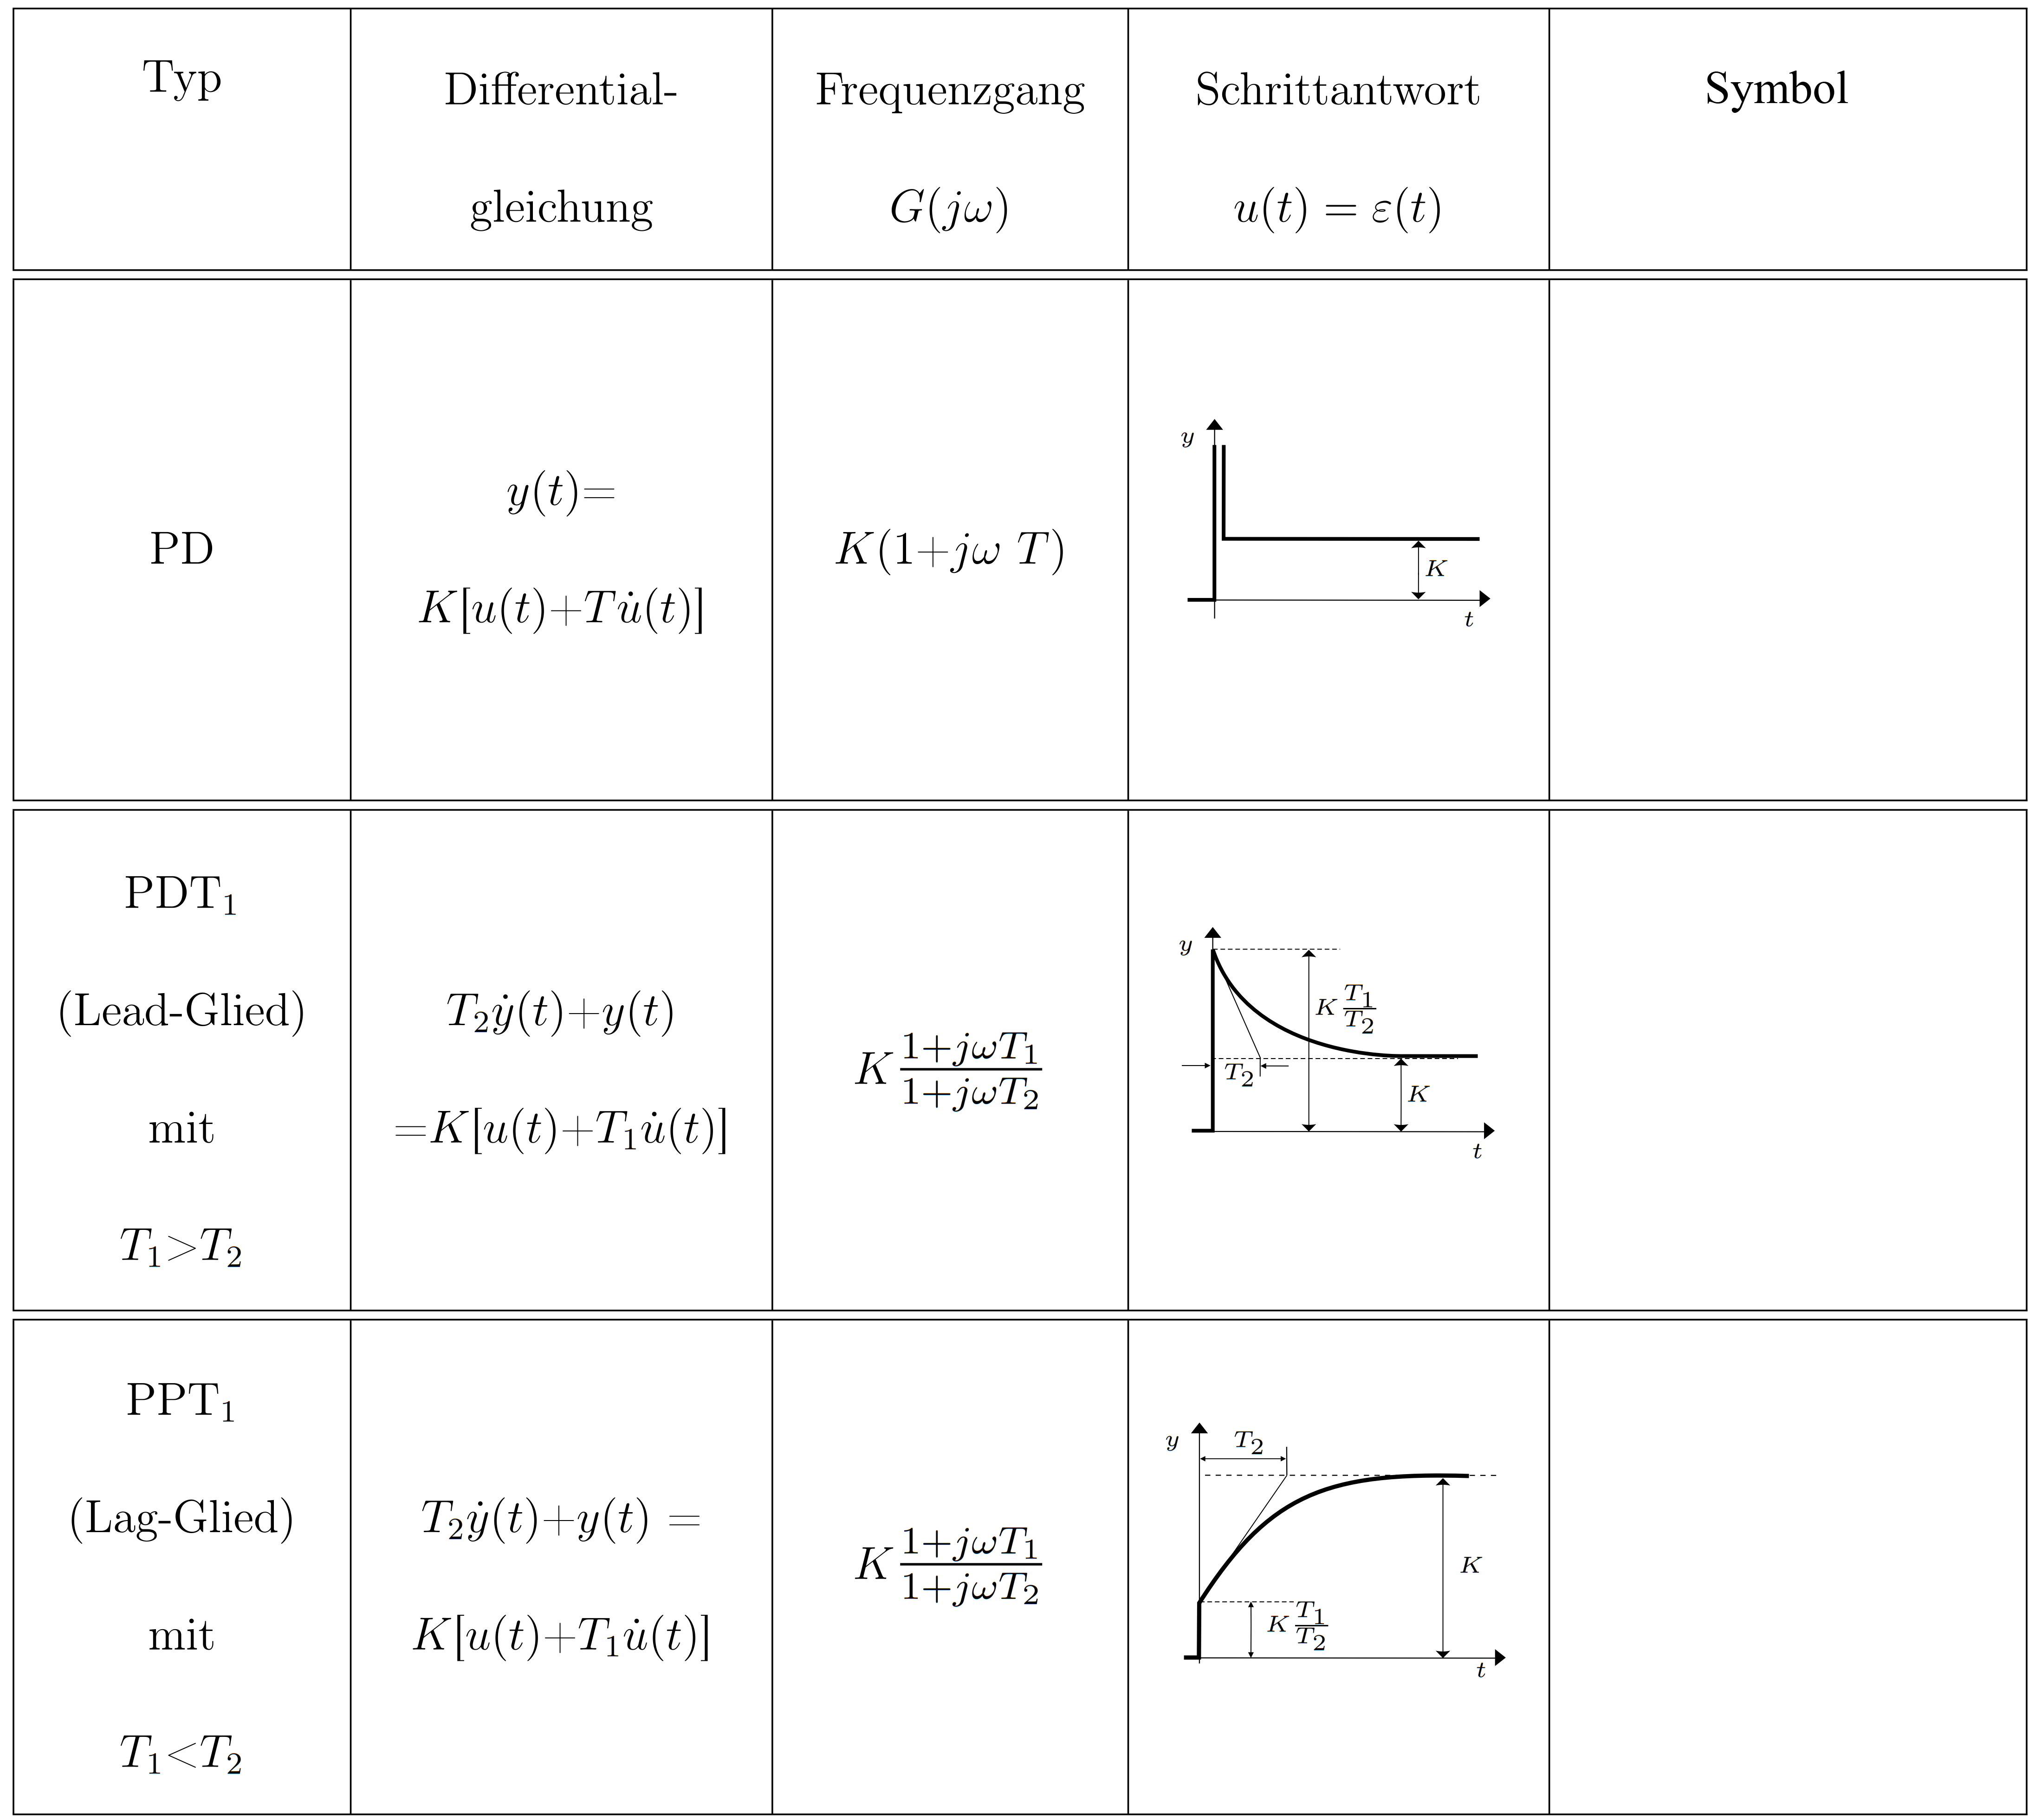 Typ
Differential-
gleichung
Frequenzgang
G(jω)
Schrittantwort
u(t) = ε(t)
Symbol
PD
y(t)=
K[u(t)+Tu̇(t)]
K(1+jω T)
y
K
t
PDT₁
(Lead-Glied)
mit
T₁>T₂
T₂ẏ(t)+y(t)
=K[u(t)+T₁u̇(t)]
K (1+jωT₁)/(1+jωT₂)
y
K T₁/T₂
T₂
K
t
PPT₁
(Lag-Glied)
mit
T₁<T₂
T₂ẏ(t)+y(t) =
K[u(t)+T₁u̇(t)]
K (1+jωT₁)/(1+jωT₂)
y
T₂
K
K T₁/T₂
t